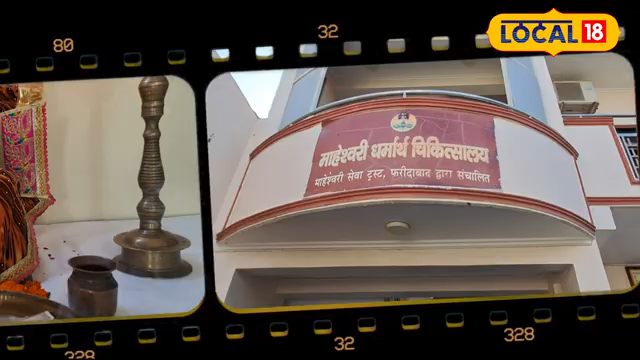 80
32
LOCAL 18
माहेश्वरी धर्मार्थ चिकित्सालय
माहेश्वरी सेवा ट्रस्ट, फरीदाबाद द्वारा संचालित
328
32
328